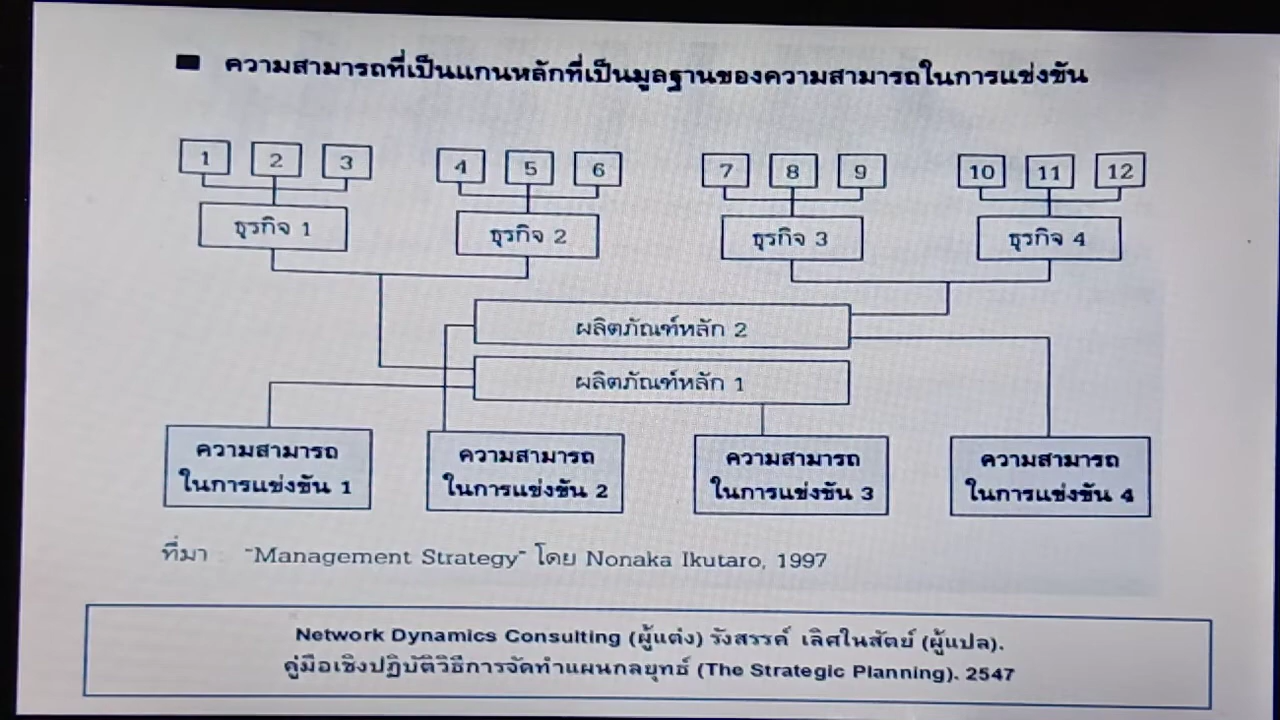 ความสามารถที่เป็นแกนหลักที่เป็นมูลฐานของความสามารถในการแข่งขัน
1 2 3 4 5 6 7 8 9 10 11 12
ธุรกิจ 1 ธุรกิจ 2 ธุรกิจ 3 ธุรกิจ 4
ผลิตภัณฑ์หลัก 2
ผลิตภัณฑ์หลัก 1
ความสามารถ
ในการแข่งขัน 1
ความสามารถ
ในการแข่งขัน 2
ความสามารถ
ในการแข่งขัน 3
ความสามารถ
ในการแข่งขัน 4
ที่มา "Management Strategy" โดย Nonaka Ikutaro, 1997
Network Dynamics Consulting (ผู้แต่ง) รังสรรค์ เลิศในสัตย์ (ผู้แปล).
คู่มือเชิงปฏิบัติวิธีการจัดทำแผนกลยุทธ์ (The Strategic Planning). 2547